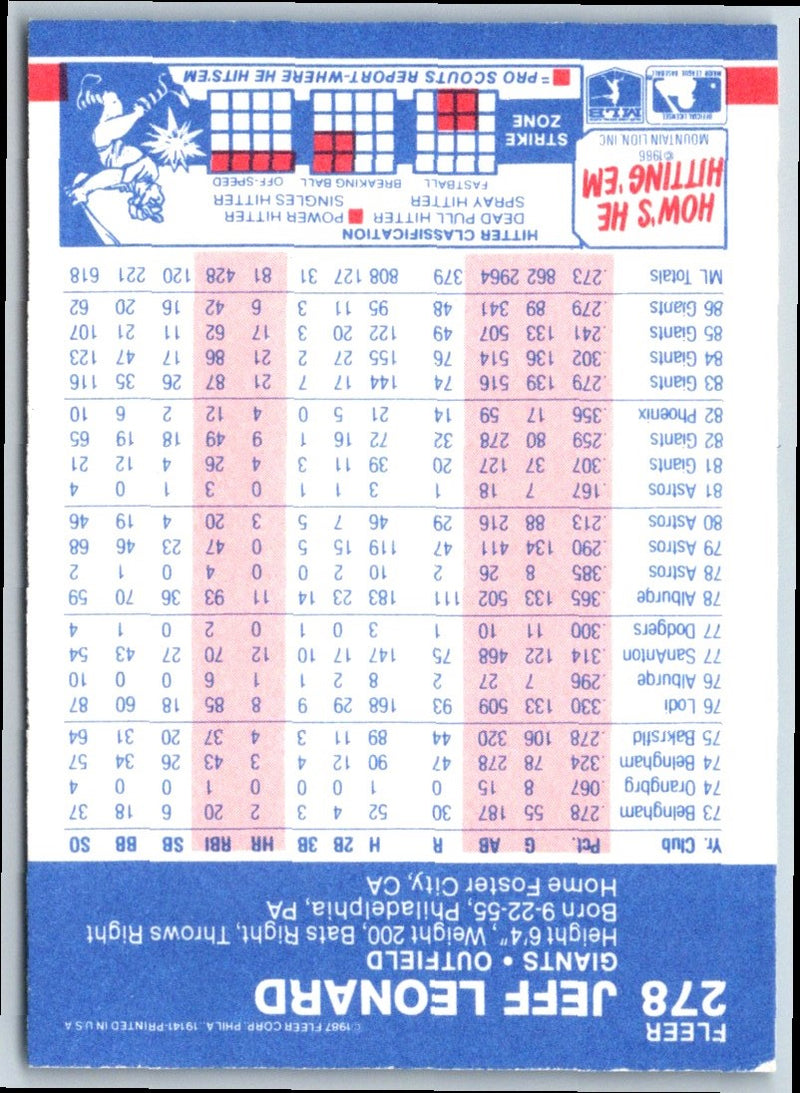 FLEER
278 JEFF LEONARD
©1987 FLEER CORP. PHILA. 19141-PRINTED IN U S A
GIANTS • OUTFIELD
Height 6'4", Weight 200, Bats Right, Throws Right
Born 9-22-55, Philadelphia, PA
Home Foster City, CA
Yr. Club Pct. G AB R H 2B 3B HR RBI SB BB SO
73 Belngham .278 55 187 30 52 4 3 2 20 6 18 37
74 Orangbrg .067 8 15 0 1 0 0 0 1 0 0 4
74 Belngham .324 78 278 47 90 12 4 3 43 26 34 57
75 Bakrsfld .278 106 320 44 89 11 3 4 37 20 31 64
76 Lodi .330 133 509 93 168 29 9 8 85 18 60 87
76 Alburqe .296 7 27 2 8 2 1 1 6 0 0 10
77 SanAnton .314 122 468 75 147 17 10 12 70 27 43 54
77 Dodgers .300 11 10 1 3 0 1 0 2 0 1 4
78 Alburqe .365 133 502 111 183 23 14 11 93 36 70 59
78 Astros .385 8 26 2 10 2 0 0 4 0 1 2
79 Astros .290 134 411 47 119 15 5 0 47 23 46 68
80 Astros .213 88 216 29 46 7 5 3 20 4 19 46
81 Astros .167 7 18 1 3 1 1 0 3 1 0 4
81 Giants .307 37 127 20 39 11 3 4 26 4 12 21
82 Giants .259 80 278 32 72 16 1 9 49 18 19 65
82 Phoenix .356 17 59 14 21 5 0 4 12 2 6 10
83 Giants .279 139 516 74 144 17 7 21 87 26 35 116
84 Giants .302 136 514 76 155 27 2 21 86 17 47 123
85 Giants .241 133 507 49 122 20 3 17 62 11 21 107
86 Giants .279 89 341 48 95 11 3 6 42 16 20 62
ML Totals .273 862 2964 379 808 127 31 81 428 120 221 618
HOW'S HE
HITTING 'EM
©1986
MOUNTAIN LION INC
OFFICIAL LICENSEE
MAJOR LEAGUE BASEBALL
MLB
HITTER CLASSIFICATION
DEAD PULL HITTER POWER HITTER
SPRAY HITTER SINGLES HITTER
FASTBALL BREAKING BALL OFF-SPEED
STRIKE
ZONE
=PRO SCOUTS REPORT-WHERE HE HITS'EM